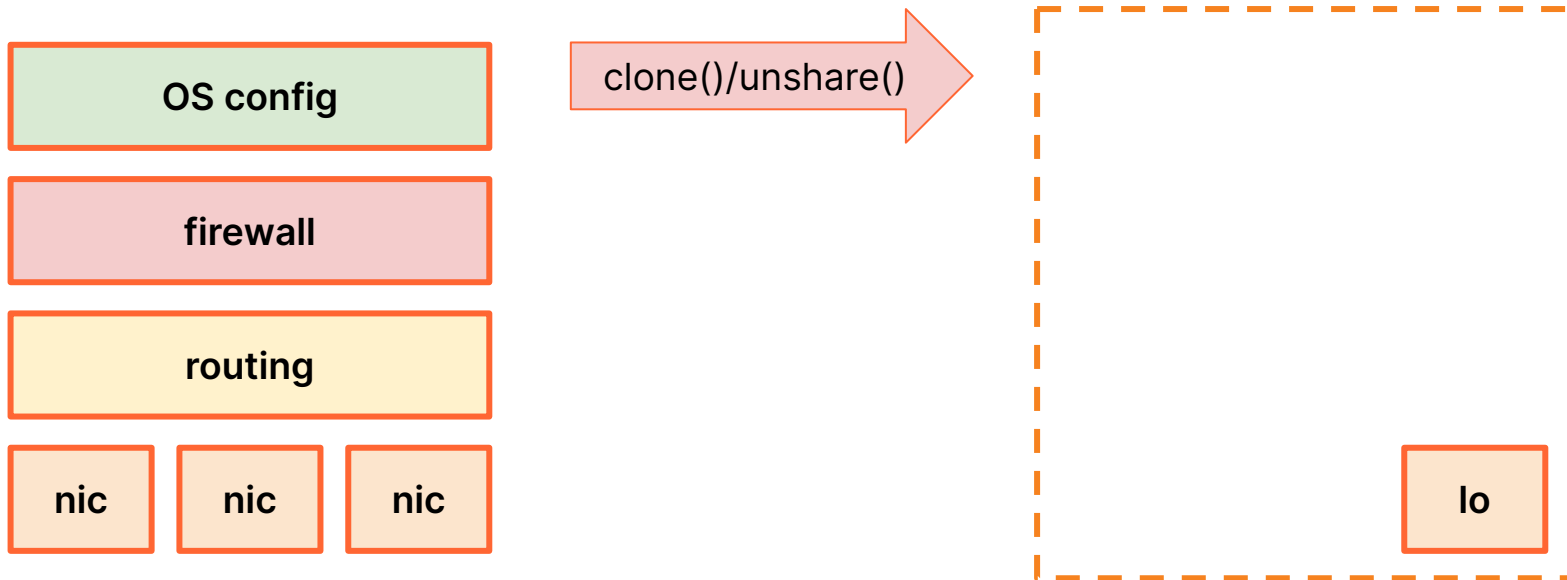 OS config
clone()/unshare()
firewall
routing
nic
nic
nic
lo